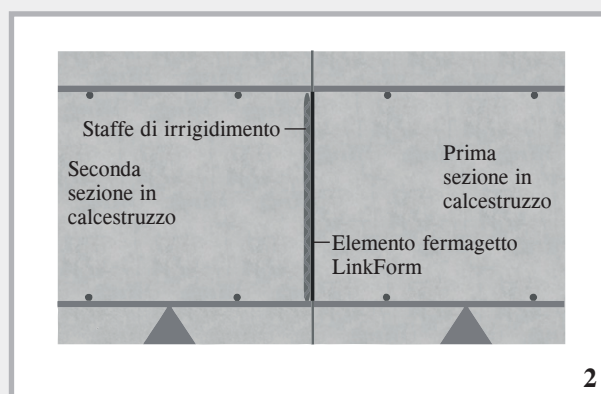 Staffe di irrigidimento
Seconda
sezione in
calcestruzzo
Prima
sezione in
calcestruzzo
Elemento fermagetto
LinkForm
2